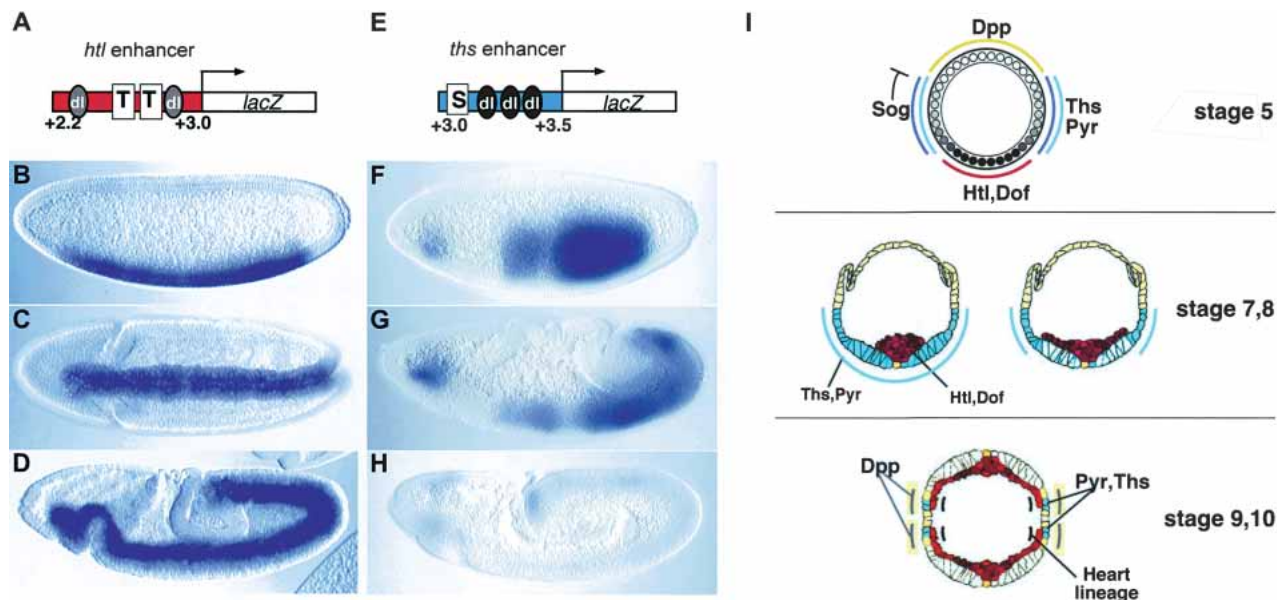 A
htl enhancer
dl T T dl lacZ
+2.2 +3.0
B
C
D
E
ths enhancer
S dl dl dl lacZ
+3.0 +3.5
F
G
H
I
Dpp
Sog
Ths
Pyr
stage 5
Htl,Dof
stage 7,8
Ths,Pyr
Htl,Dof
Dpp
Pyr,Ths
stage 9,10
Heart
lineage